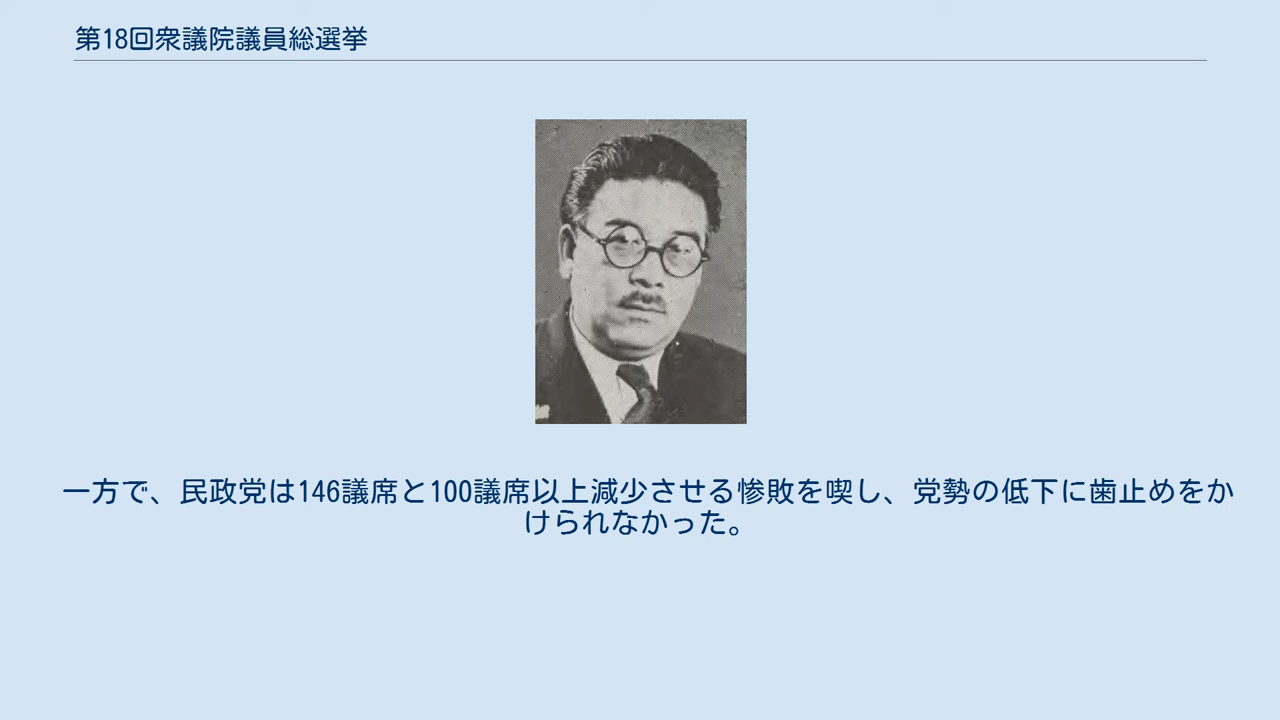 第18回衆議院議員総選挙
一方で、民政党は146議席と100議席以上減少させる惨敗を喫し、党勢の低下に歯止めをか
けられなかった。